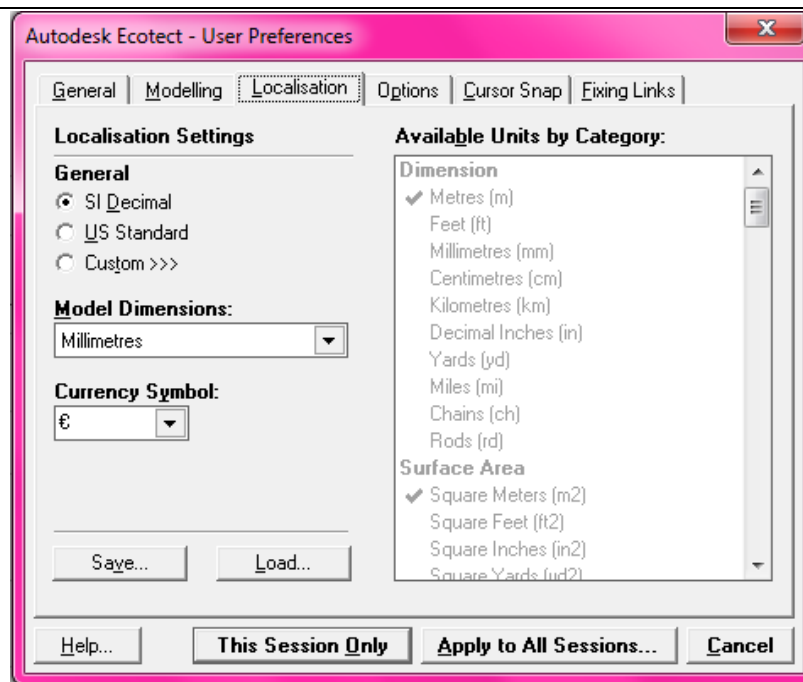 Autodesk Ecotect - User Preferences
General
Modelling
Localisation
Options
Cursor Snap
Fixing Links
Localisation Settings
General
SI Decimal
US Standard
Custom >>>
Model Dimensions:
Millimetres
Currency Symbol:
€
Save...
Load...
Available Units by Category:
Dimension
Metres (m)
Feet (ft)
Millimetres (mm)
Centimetres (cm)
Kilometres (km)
Decimal Inches (in)
Yards (yd)
Miles (mi)
Chains (ch)
Rods (rd)
Surface Area
Square Meters (m2)
Square Feet (ft2)
Square Inches (in2)
Square Yards (yd2)
Help...
This Session Only
Apply to All Sessions...
Cancel